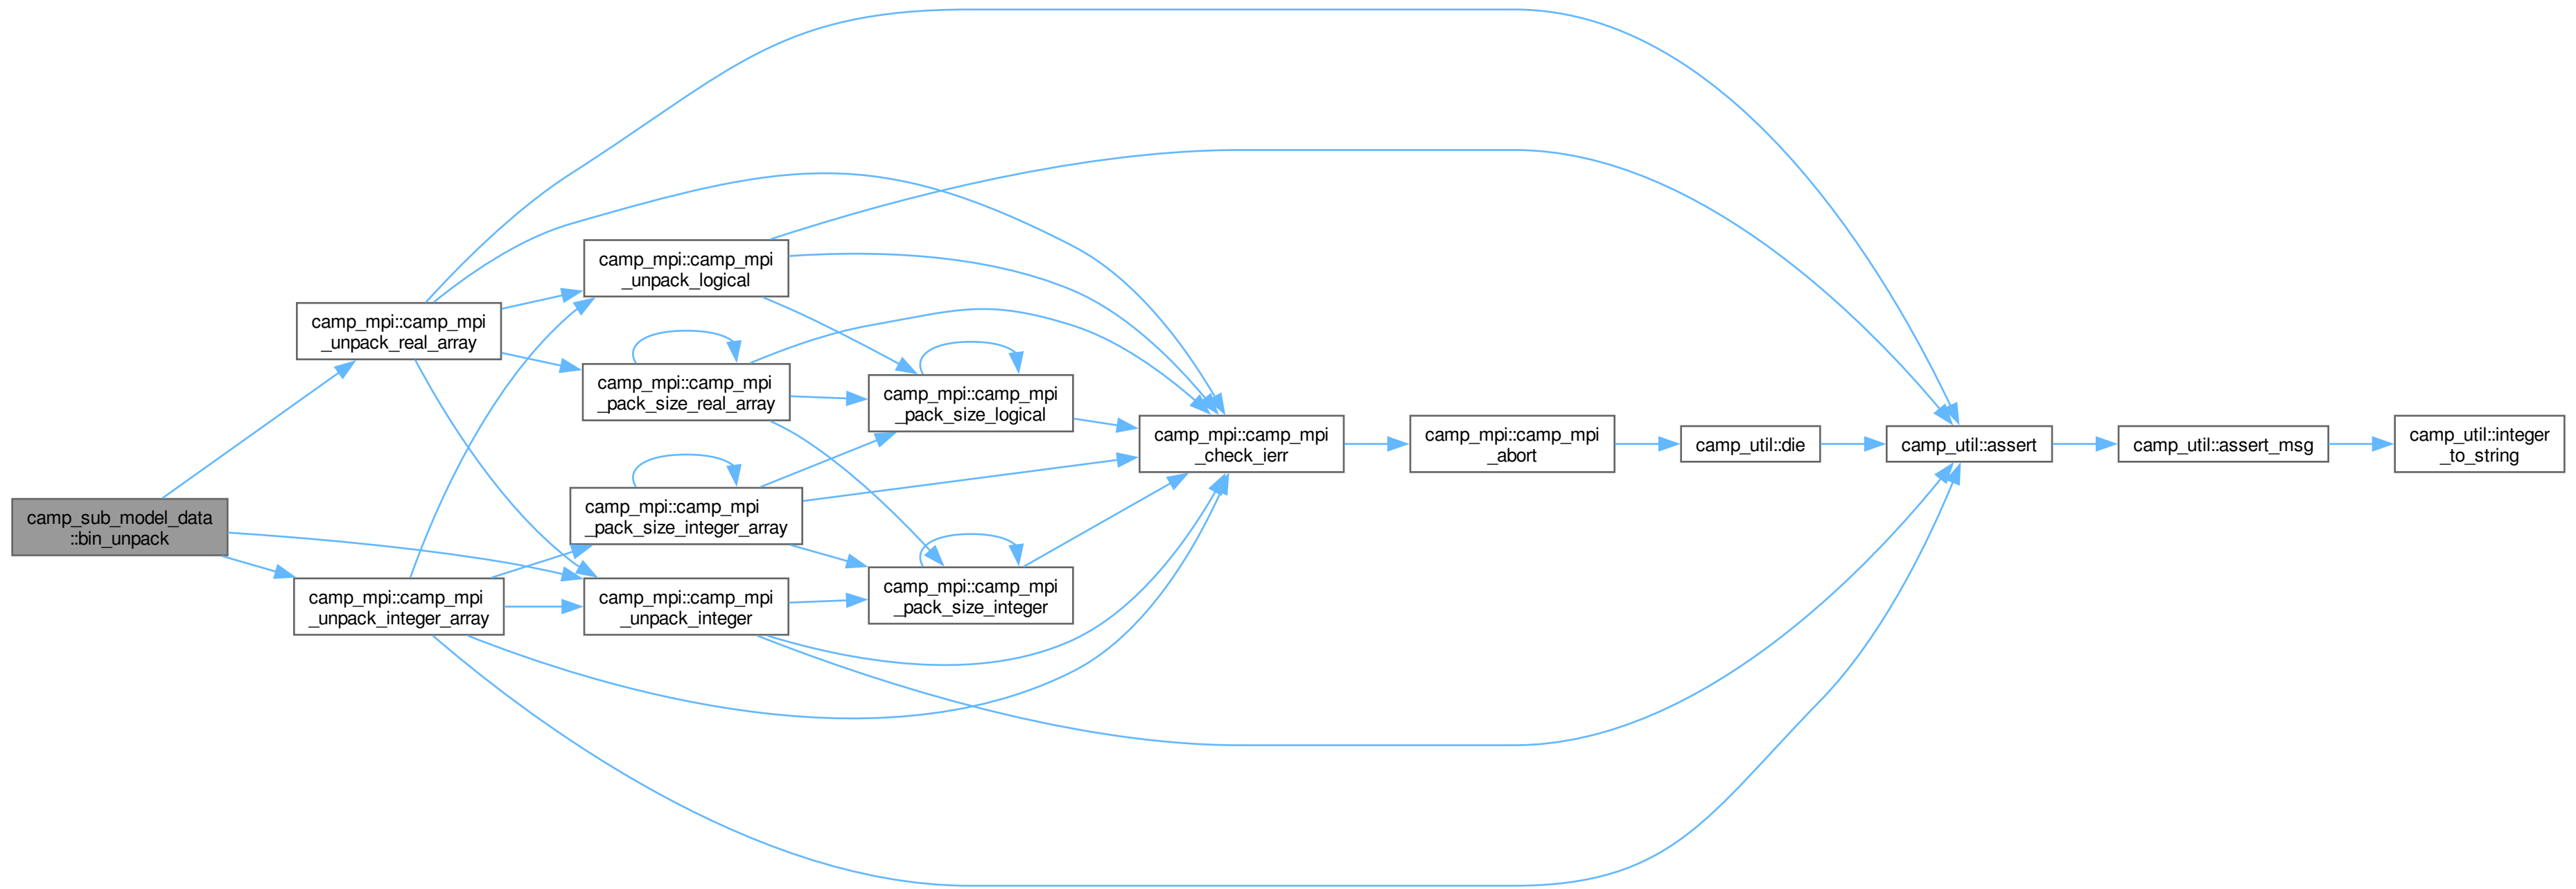 camp_sub_model_data
::bin_unpack
camp_mpi::camp_mpi
_unpack_real_array
camp_mpi::camp_mpi
_unpack_integer_array
camp_mpi::camp_mpi
_unpack_logical
camp_mpi::camp_mpi
_pack_size_real_array
camp_mpi::camp_mpi
_pack_size_integer_array
camp_mpi::camp_mpi
_unpack_integer
camp_mpi::camp_mpi
_pack_size_logical
camp_mpi::camp_mpi
_pack_size_integer
camp_mpi::camp_mpi
_check_ierr
camp_mpi::camp_mpi
_abort
camp_util::die
camp_util::assert
camp_util::assert_msg
camp_util::integer
_to_string